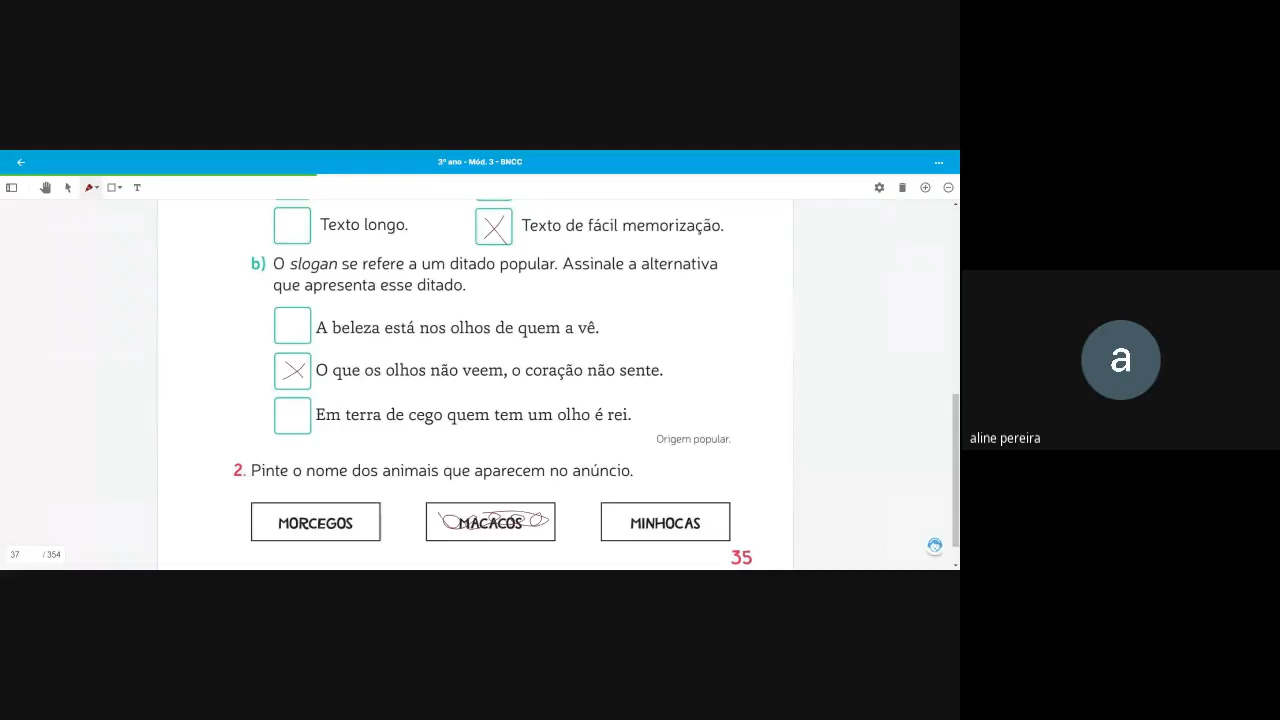 3º ano - Mód. 3 - BNCC
T
Texto longo.
Texto de fácil memorização.
b) O slogan se refere a um ditado popular. Assinale a alternativa
que apresenta esse ditado.
A beleza está nos olhos de quem a vê.
O que os olhos não veem, o coração não sente.
Em terra de cego quem tem um olho é rei.
Origem popular.
2. Pinte o nome dos animais que aparecem no anúncio.
MORCEGOS
MACACOS
MINHOCAS
37 / 354
35
a
aline pereira